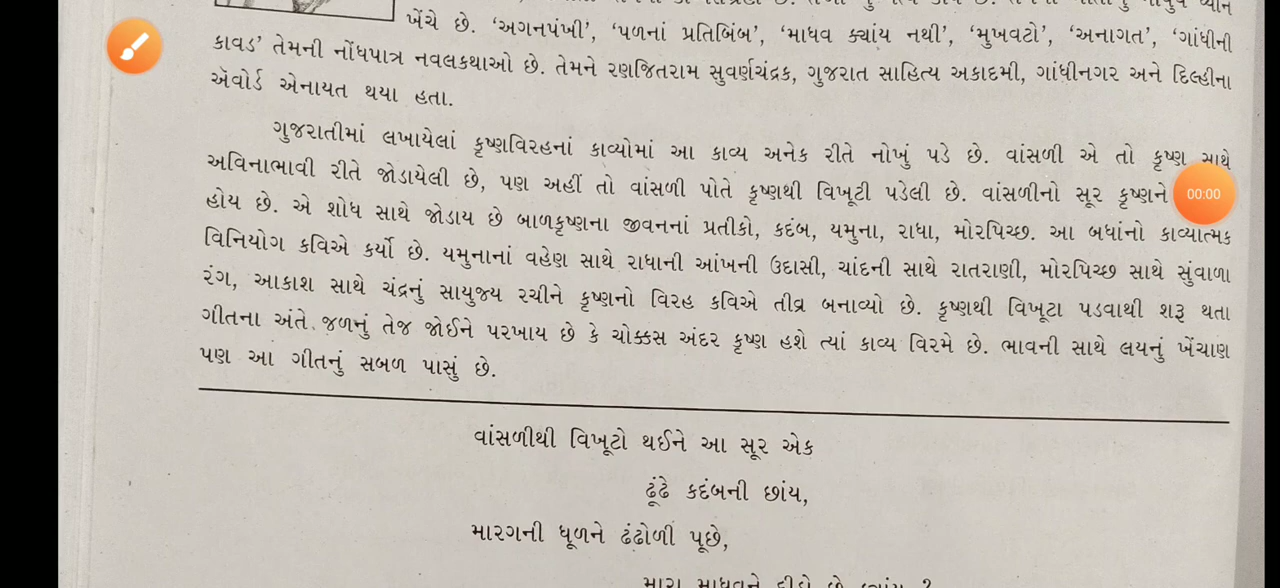 ખેંચે છે. ‘અગનપંખી’, ‘પળનાં પ્રતિબિંબ’, ‘માધવ ક્યાંય નથી’, ‘મુખવટો’, ‘અનાગત’, ‘ગાંધીની
કાવડ’ તેમની નોંધપાત્ર નવલકથાઓ છે. તેમને રણજિતરામ સુવર્ણચંદ્રક, ગુજરાત સાહિત્ય અકાદમી, ગાંધીનગર અને દિલ્હીના
ઍવોર્ડ એનાયત થયા હતા.
ગુજરાતીમાં લખાયેલાં કૃષ્ણવિરહનાં કાવ્યોમાં આ કાવ્ય અનેક રીતે નોખું પડે છે. વાંસળી એ તો કૃષ્ણ સાથે
અવિનાભાવી રીતે જોડાયેલી છે, પણ અહીં તો વાંસળી પોતે કૃષ્ણથી વિખૂટી પડેલી છે. વાંસળીનો સૂર કૃષ્ણને
00:00
હોય છે. એ શોધ સાથે જોડાય છે બાળકૃષ્ણના જીવનનાં પ્રતીકો, કદંબ, યમુના, રાધા, મોરપિચ્છ. આ બધાંનો કાવ્યાત્મક
વિનિયોગ કવિએ કર્યો છે. યમુનાનાં વહેણ સાથે રાધાની આંખની ઉદાસી, ચાંદની સાથે રાતરાણી, મોરપિચ્છ સાથે સુંવાળા
રંગ, આકાશ સાથે ચંદ્રનું સાયુજ્ય રચીને કૃષ્ણનો વિરહ કવિએ તીવ્ર બનાવ્યો છે. કૃષ્ણથી વિખૂટા પડવાથી શરૂ થતા
ગીતના અંતે જળનું તેજ જોઈને પરખાય છે કે ચોક્કસ અંદર કૃષ્ણ હશે ત્યાં કાવ્ય વિરમે છે. ભાવની સાથે લયનું ખેંચાણ
પણ આ ગીતનું સબળ પાસું છે.
વાંસળીથી વિખૂટો થઈને આ સૂર એક
ઢૂંઢે કદંબની છાંય,
મારગની ધૂળને ઢંઢોળી પૂછે,